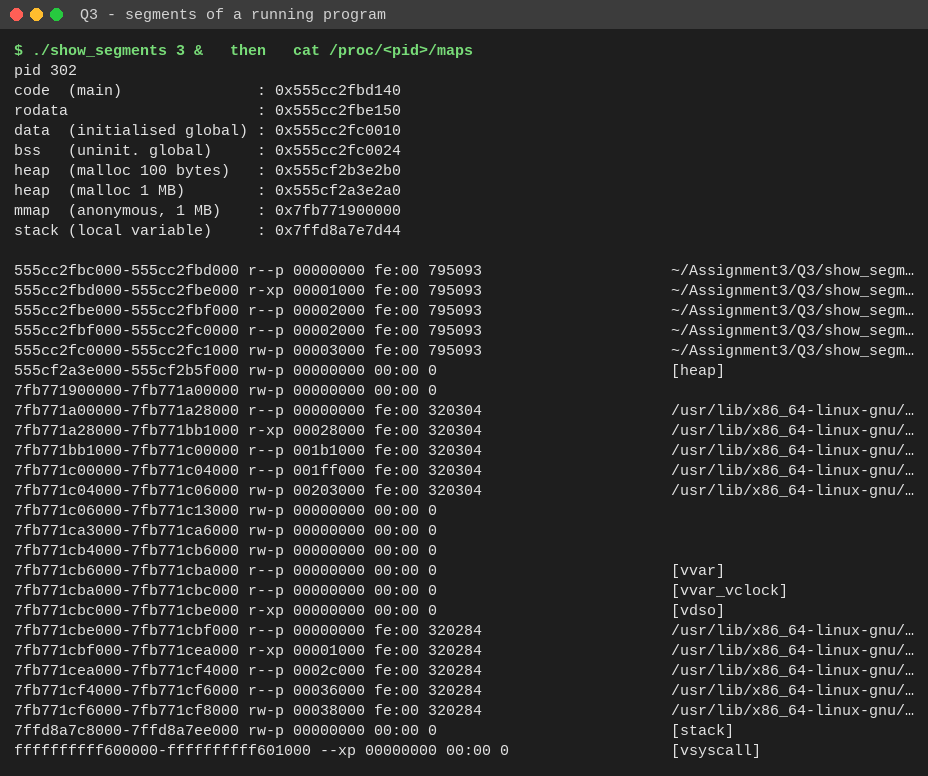 Q3 - segments of a running program
$ ./show_segments 3 &   then   cat /proc/<pid>/maps
pid 302
code  (main)               : 0x555cc2fbd140
rodata                     : 0x555cc2fbe150
data  (initialised global) : 0x555cc2fc0010
bss   (uninit. global)     : 0x555cc2fc0024
heap  (malloc 100 bytes)   : 0x555cf2b3e2b0
heap  (malloc 1 MB)        : 0x555cf2a3e2a0
mmap  (anonymous, 1 MB)    : 0x7fb771900000
stack (local variable)     : 0x7ffd8a7e7d44
555cc2fbc000-555cc2fbd000 r--p 00000000 fe:00 795093                     ~/Assignment3/Q3/show_segm…
555cc2fbd000-555cc2fbe000 r-xp 00001000 fe:00 795093                     ~/Assignment3/Q3/show_segm…
555cc2fbe000-555cc2fbf000 r--p 00002000 fe:00 795093                     ~/Assignment3/Q3/show_segm…
555cc2fbf000-555cc2fc0000 r--p 00002000 fe:00 795093                     ~/Assignment3/Q3/show_segm…
555cc2fc0000-555cc2fc1000 rw-p 00003000 fe:00 795093                     ~/Assignment3/Q3/show_segm…
555cf2a3e000-555cf2b5f000 rw-p 00000000 00:00 0                          [heap]
7fb771900000-7fb771a00000 rw-p 00000000 00:00 0
7fb771a00000-7fb771a28000 r--p 00000000 fe:00 320304                     /usr/lib/x86_64-linux-gnu/…
7fb771a28000-7fb771bb1000 r-xp 00028000 fe:00 320304                     /usr/lib/x86_64-linux-gnu/…
7fb771bb1000-7fb771c00000 r--p 001b1000 fe:00 320304                     /usr/lib/x86_64-linux-gnu/…
7fb771c00000-7fb771c04000 r--p 001ff000 fe:00 320304                     /usr/lib/x86_64-linux-gnu/…
7fb771c04000-7fb771c06000 rw-p 00203000 fe:00 320304                     /usr/lib/x86_64-linux-gnu/…
7fb771c06000-7fb771c13000 rw-p 00000000 00:00 0
7fb771ca3000-7fb771ca6000 rw-p 00000000 00:00 0
7fb771cb4000-7fb771cb6000 rw-p 00000000 00:00 0
7fb771cb6000-7fb771cba000 r--p 00000000 00:00 0                          [vvar]
7fb771cba000-7fb771cbc000 r--p 00000000 00:00 0                          [vvar_vclock]
7fb771cbc000-7fb771cbe000 r-xp 00000000 00:00 0                          [vdso]
7fb771cbe000-7fb771cbf000 r--p 00000000 fe:00 320284                     /usr/lib/x86_64-linux-gnu/…
7fb771cbf000-7fb771cea000 r-xp 00001000 fe:00 320284                     /usr/lib/x86_64-linux-gnu/…
7fb771cea000-7fb771cf4000 r--p 0002c000 fe:00 320284                     /usr/lib/x86_64-linux-gnu/…
7fb771cf4000-7fb771cf6000 r--p 00036000 fe:00 320284                     /usr/lib/x86_64-linux-gnu/…
7fb771cf6000-7fb771cf8000 rw-p 00038000 fe:00 320284                     /usr/lib/x86_64-linux-gnu/…
7ffd8a7c8000-7ffd8a7ee000 rw-p 00000000 00:00 0                          [stack]
ffffffffff600000-ffffffffff601000 --xp 00000000 00:00 0                  [vsyscall]